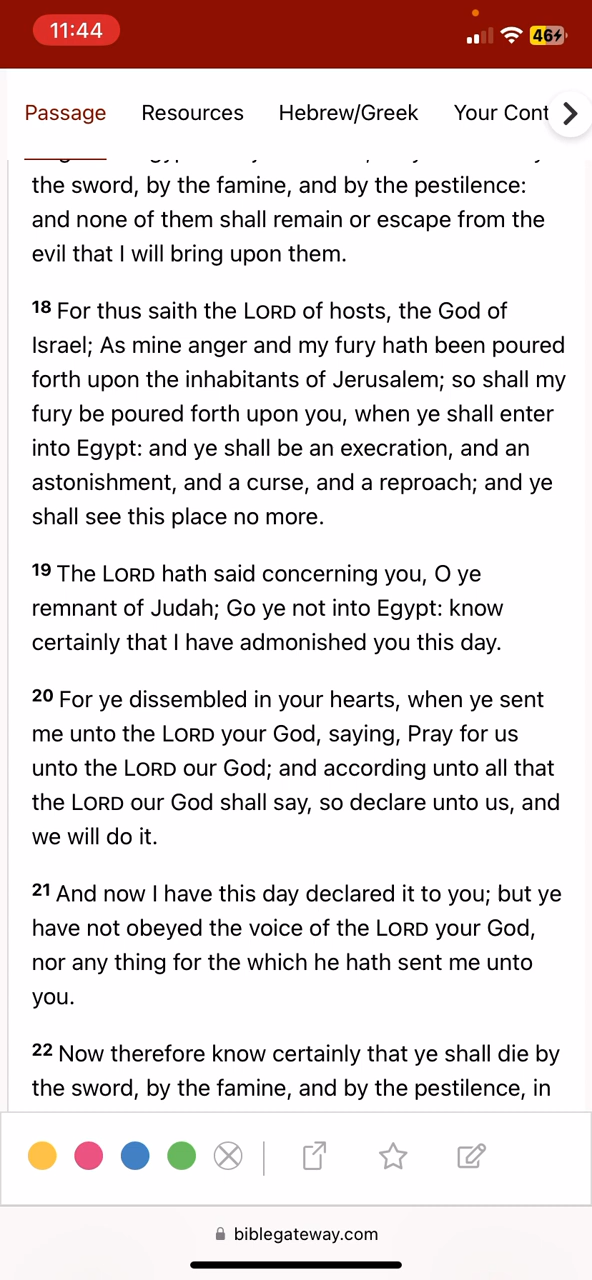 11:44
46
Passage Resources Hebrew/Greek Your Cont
the sword, by the famine, and by the pestilence:
and none of them shall remain or escape from the
evil that I will bring upon them.
18 For thus saith the LORD of hosts, the God of
Israel; As mine anger and my fury hath been poured
forth upon the inhabitants of Jerusalem; so shall my
fury be poured forth upon you, when ye shall enter
into Egypt: and ye shall be an execration, and an
astonishment, and a curse, and a reproach; and ye
shall see this place no more.
19 The LORD hath said concerning you, O ye
remnant of Judah; Go ye not into Egypt: know
certainly that I have admonished you this day.
20 For ye dissembled in your hearts, when ye sent
me unto the LORD your God, saying, Pray for us
unto the LORD our God; and according unto all that
the LORD our God shall say, so declare unto us, and
we will do it.
21 And now I have this day declared it to you; but ye
have not obeyed the voice of the LORD your God,
nor any thing for the which he hath sent me unto
you.
22 Now therefore know certainly that ye shall die by
the sword, by the famine, and by the pestilence, in
biblegateway.com